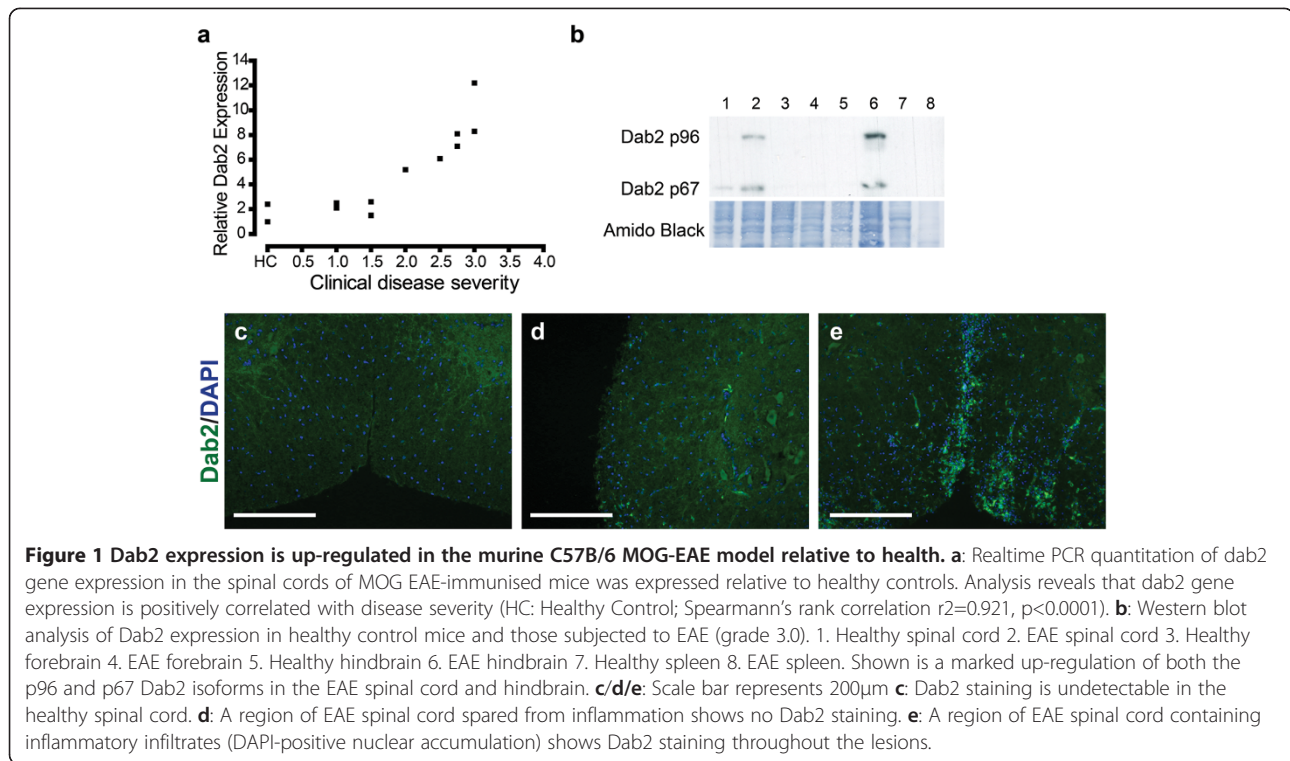 a
Relative Dab2 Expression
14
12
10
8
6
4
2
0
HC 0.5 1.0 1.5 2.0 2.5 3.0 3.5 4.0
Clinical disease severity
b
1 2 3 4 5 6 7 8
Dab2 p96
Dab2 p67
Amido Black
Dab2/DAPI
c
d
e
Figure 1 Dab2 expression is up-regulated in the murine C57B/6 MOG-EAE model relative to health. a: Realtime PCR quantitation of dab2
gene expression in the spinal cords of MOG EAE-immunised mice was expressed relative to healthy controls. Analysis reveals that dab2 gene
expression is positively correlated with disease severity (HC: Healthy Control; Spearmann's rank correlation r2=0.921, p<0.0001). b: Western blot
analysis of Dab2 expression in healthy control mice and those subjected to EAE (grade 3.0). 1. Healthy spinal cord 2. EAE spinal cord 3. Healthy
forebrain 4. EAE forebrain 5. Healthy hindbrain 6. EAE hindbrain 7. Healthy spleen 8. EAE spleen. Shown is a marked up-regulation of both the
p96 and p67 Dab2 isoforms in the EAE spinal cord and hindbrain. c/d/e: Scale bar represents 200μm c: Dab2 staining is undetectable in the
healthy spinal cord. d: A region of EAE spinal cord spared from inflammation shows no Dab2 staining. e: A region of EAE spinal cord containing
inflammatory infiltrates (DAPI-positive nuclear accumulation) shows Dab2 staining throughout the lesions.